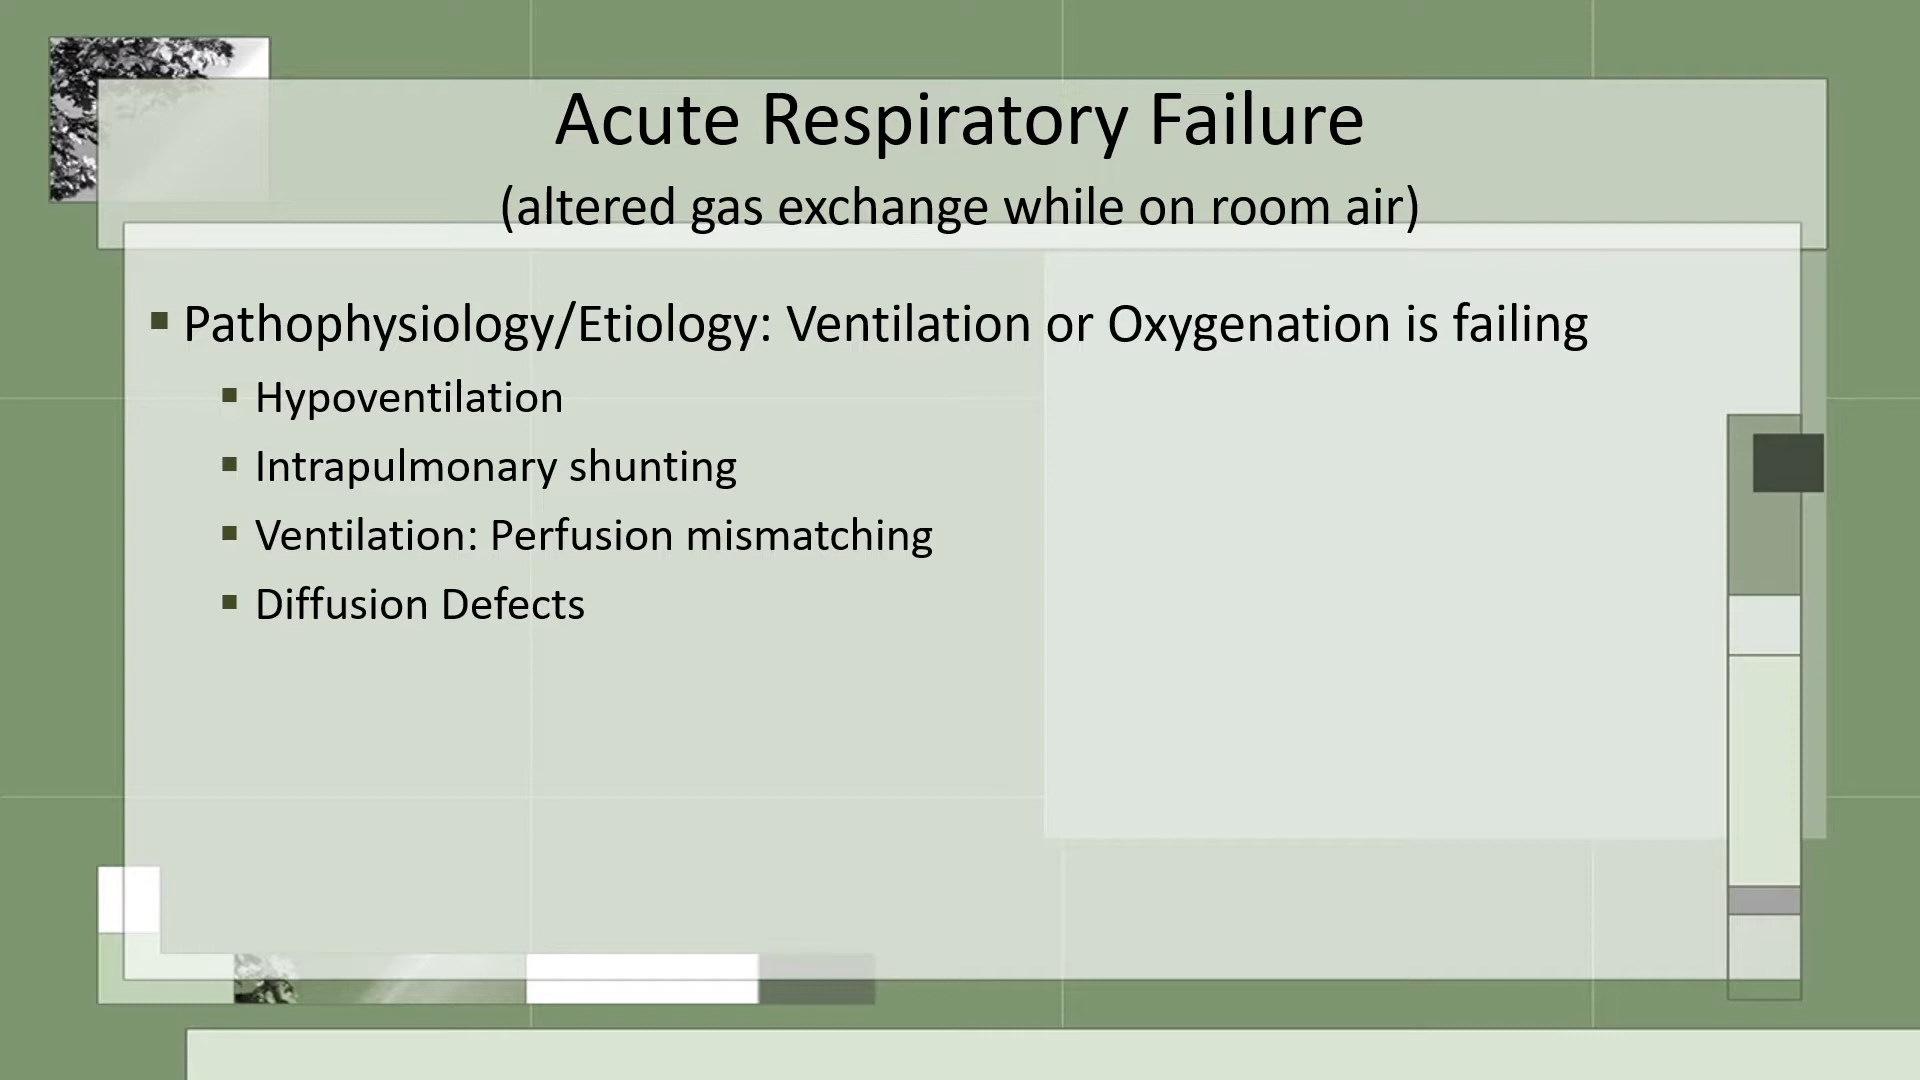 Acute Respiratory Failure
(altered gas exchange while on room air)
Pathophysiology/Etiology: Ventilation or Oxygenation is failing
Hypoventilation
Intrapulmonary shunting
Ventilation: Perfusion mismatching
Diffusion Defects